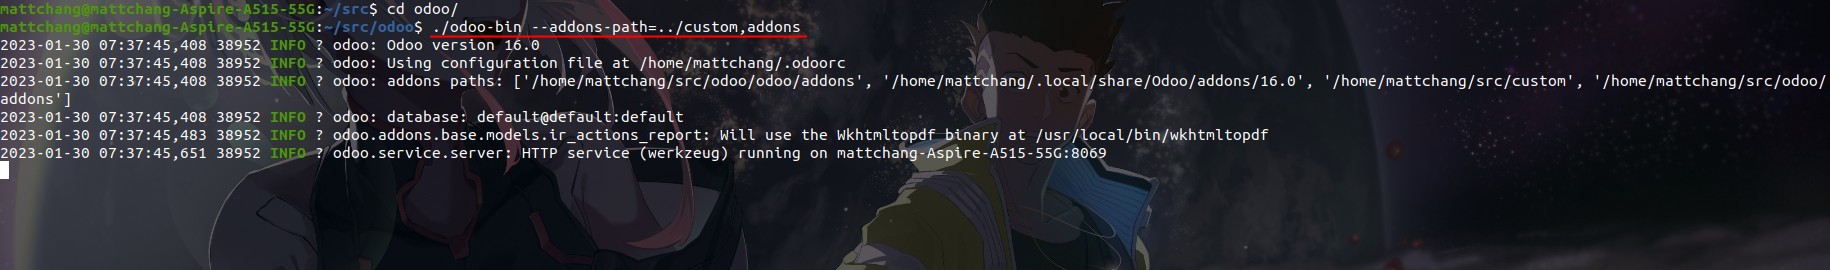 mattchang@mattchang-Aspire-A515-55G:~/src$ cd odoo/
mattchang@mattchang-Aspire-A515-55G:~/src/odoo$ ./odoo-bin --addons-path=../custom,addons
2023-01-30 07:37:45,408 38952 INFO ? odoo: Odoo version 16.0
2023-01-30 07:37:45,408 38952 INFO ? odoo: Using configuration file at /home/mattchang/.odoorc
2023-01-30 07:37:45,408 38952 INFO ? odoo: addons paths: ['/home/mattchang/src/odoo/odoo/addons', '/home/mattchang/.local/share/Odoo/addons/16.0', '/home/mattchang/src/custom', '/home/mattchang/src/odoo/
addons']
2023-01-30 07:37:45,408 38952 INFO ? odoo: database: default@default:default
2023-01-30 07:37:45,483 38952 INFO ? odoo.addons.base.models.ir_actions_report: Will use the Wkhtmltopdf binary at /usr/local/bin/wkhtmltopdf
2023-01-30 07:37:45,651 38952 INFO ? odoo.service.server: HTTP service (werkzeug) running on mattchang-Aspire-A515-55G:8069